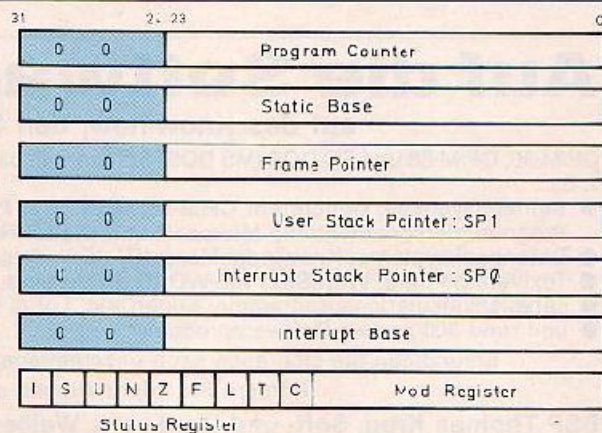 31 24 23 0
0 0 Program Counter
0 0 Static Base
0 0 Frame Pointer
0 0 User Stack Pointer: SP1
0 0 Interrupt Stack Pointer: SP0
0 0 Interrupt Base
I S U N Z F L T C Mod Register
Status Register